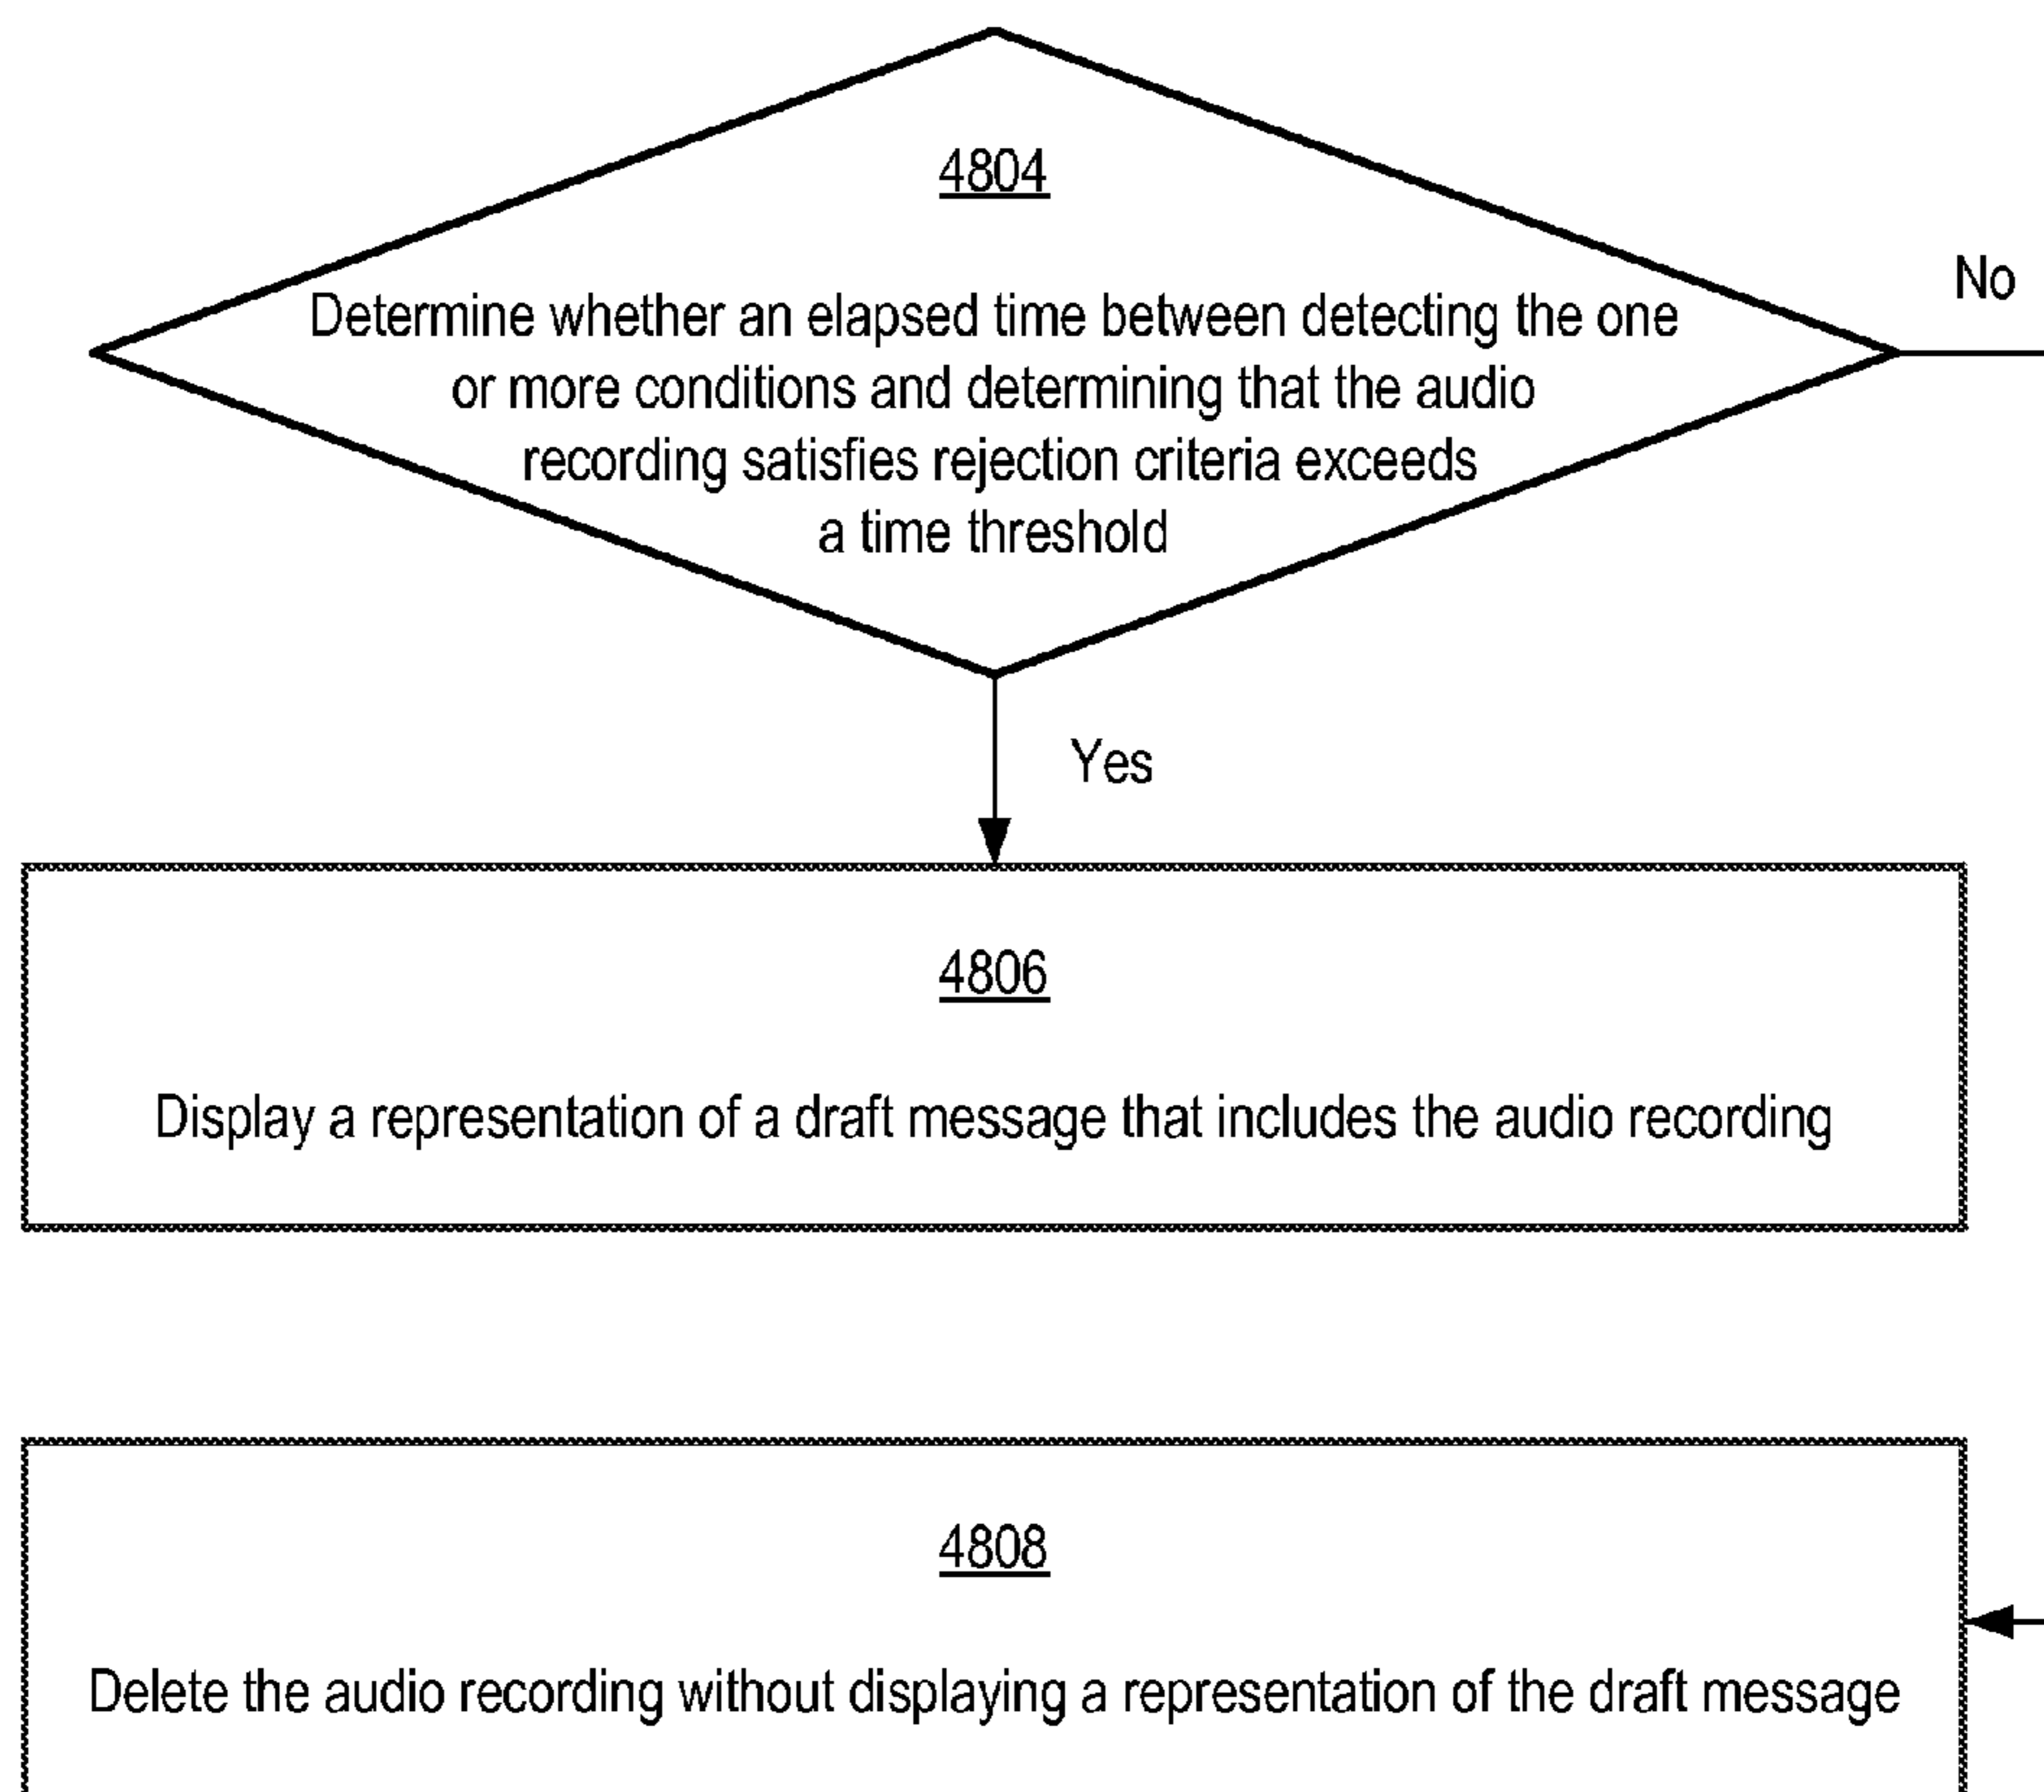 4804
Determine whether an elapsed time between detecting the one
or more conditions and determining that the audio
recording satisfies rejection criteria exceeds
a time threshold
No
Yes
4806
Display a representation of a draft message that includes the audio recording
4808
Delete the audio recording without displaying a representation of the draft message